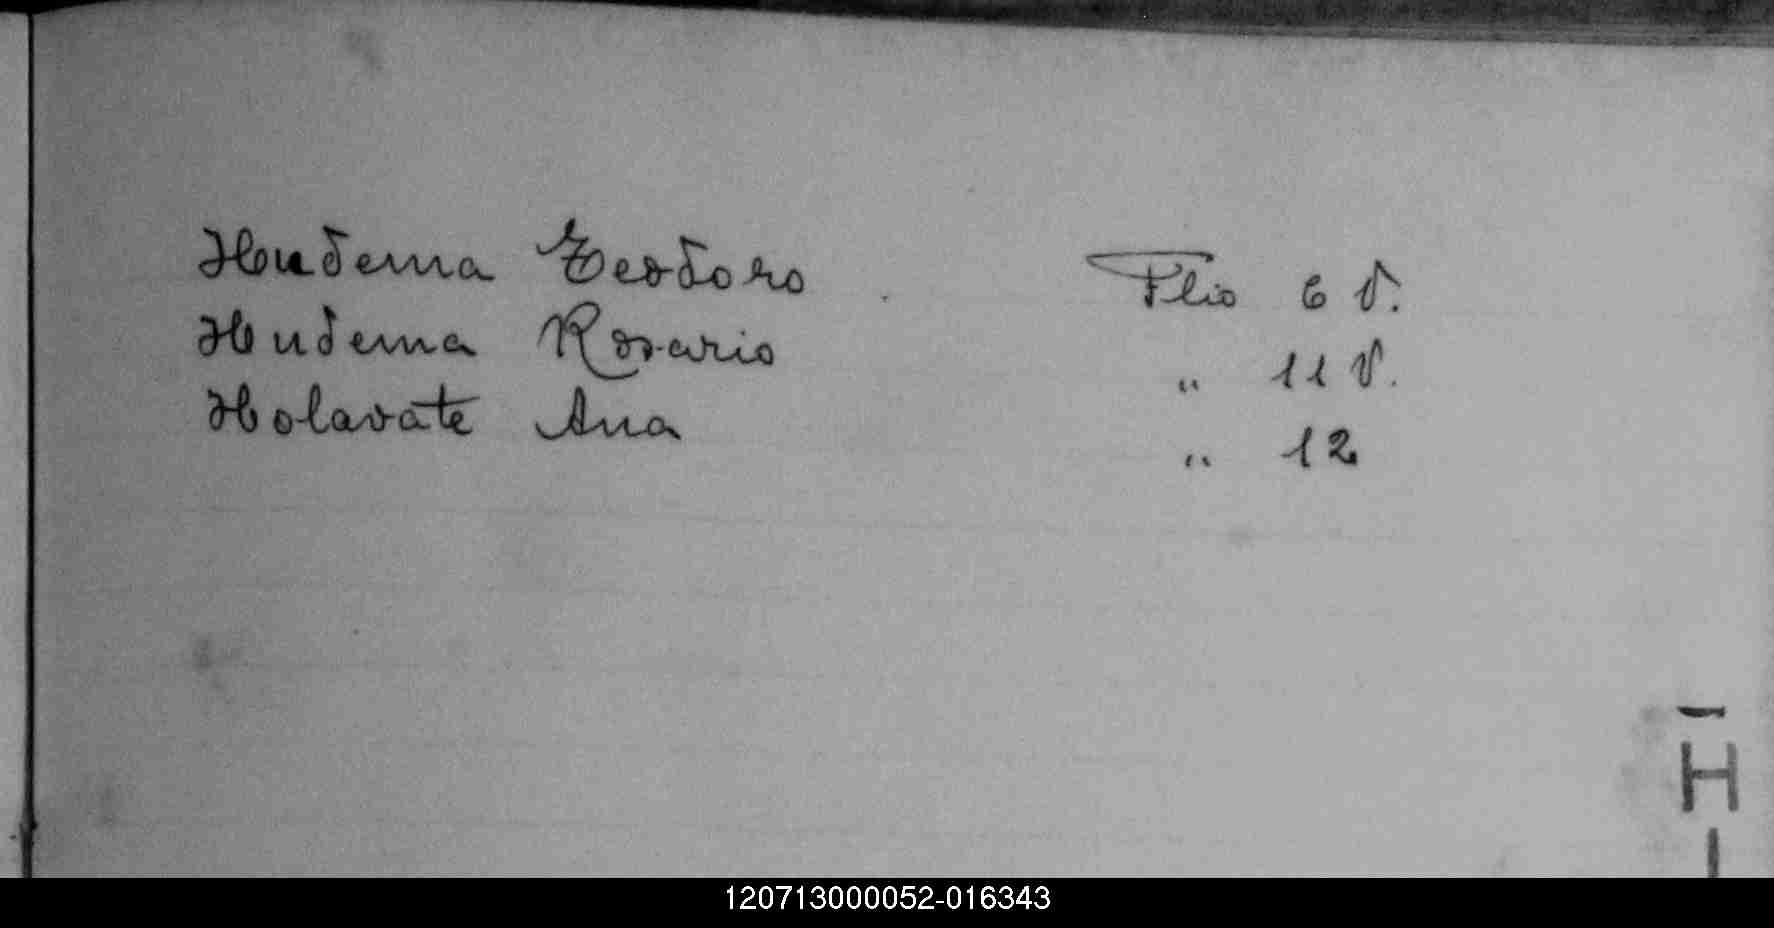 Hudema Teodoro Flio 6 V.
Hudema Rosario " 11 V.
Holavate Ana " 12
H
120713000052-016343